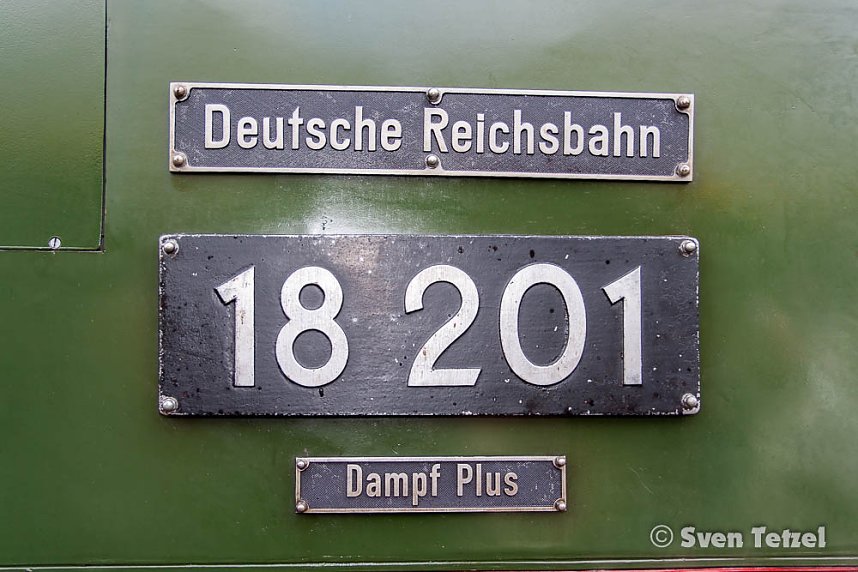 Deutsche Reichsbahn
18 201
Dampf Plus
© Sven Tetzel